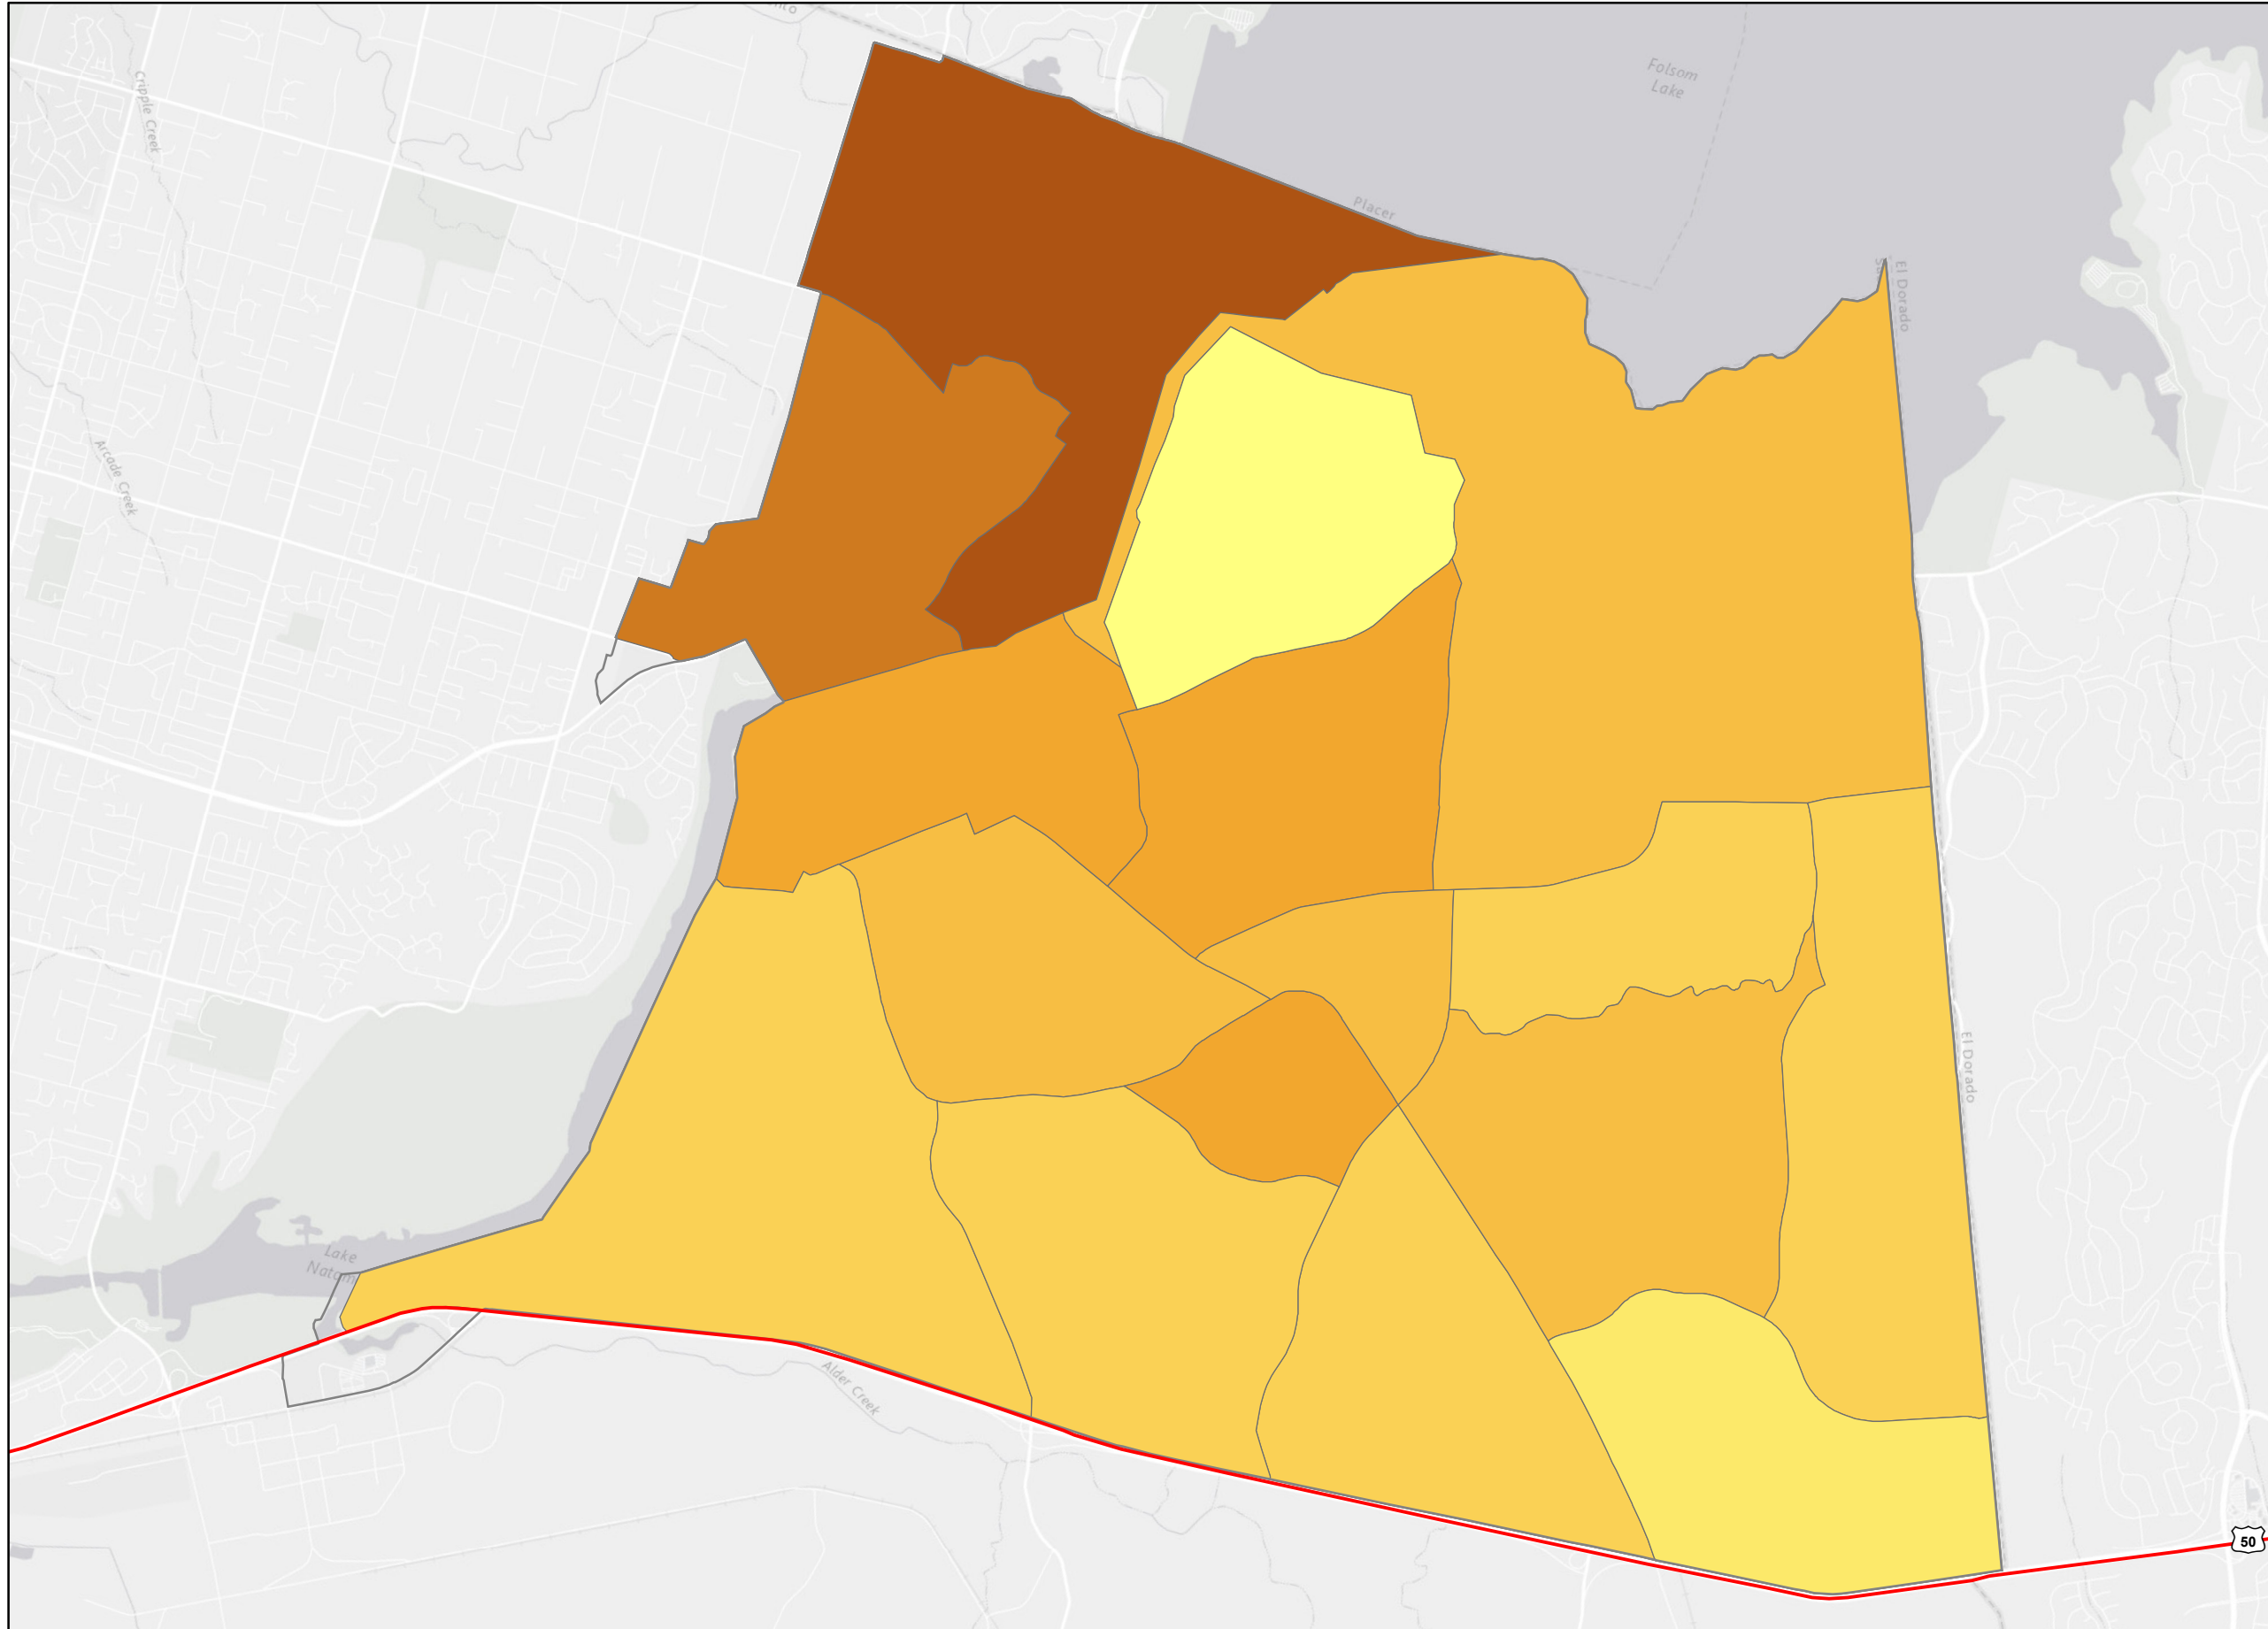 Cripple Creek
Folsom
Lake
Placer
El Dorado
Arcade Creek
El Dorado
Lake
Natom
Alder Creek
50